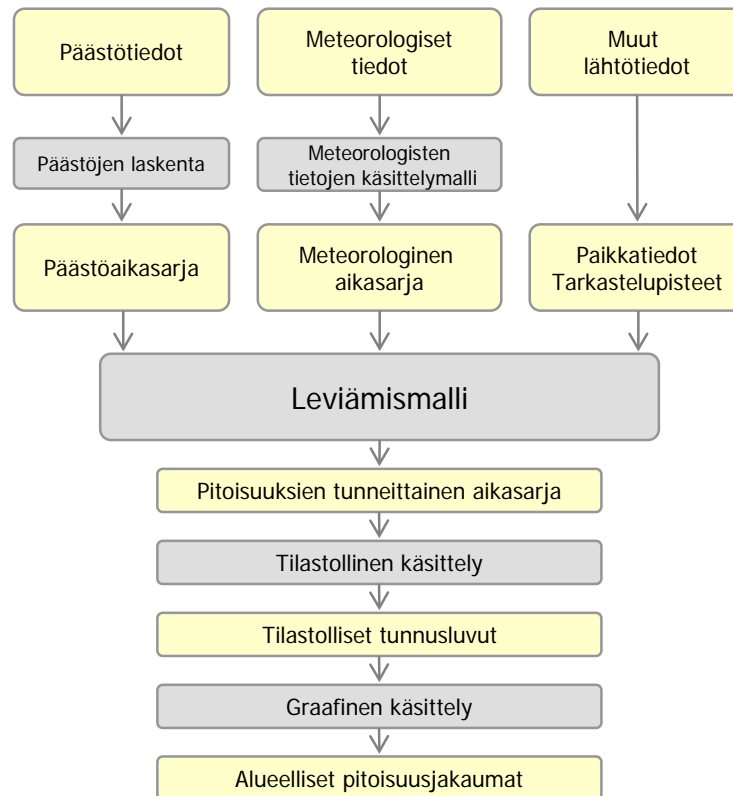 Päästötiedot
Meteorologiset
tiedot
Muut
lähtötiedot
Päästöjen laskenta
Meteorologisten
tietojen käsittelymalli
Päästöaikasarja
Meteorologinen
aikasarja
Paikkatiedot
Tarkastelupisteet
Leviämismalli
Pitoisuuksien tunneittainen aikasarja
Tilastollinen käsittely
Tilastolliset tunnusluvut
Graafinen käsittely
Alueelliset pitoisuusjakaumat